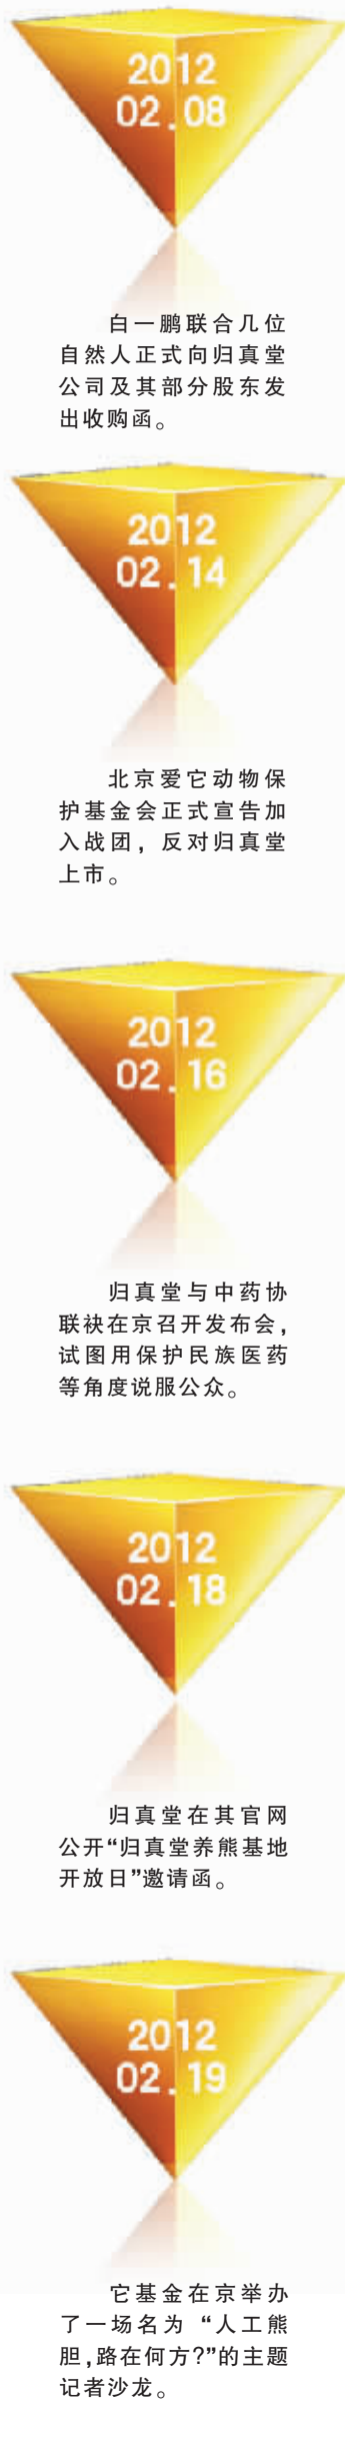 2012
02.08
白一鹏联合几位
自然人正式向归真堂
公司及其部分股东发
出收购函。
2012
02.14
北京爱它动物保
护基金会正式宣告加
入战团，反对归真堂
上市。
2012
02.16
归真堂与中药协
联袂在京召开发布会，
试图用保护民族医药
等角度说服公众。
2012
02.18
归真堂在其官网
公开“归真堂养熊基地
开放日”邀请函。
2012
02.19
它基金在京举办
了一场名为“人工熊
胆，路在何方？”的主题
记者沙龙。